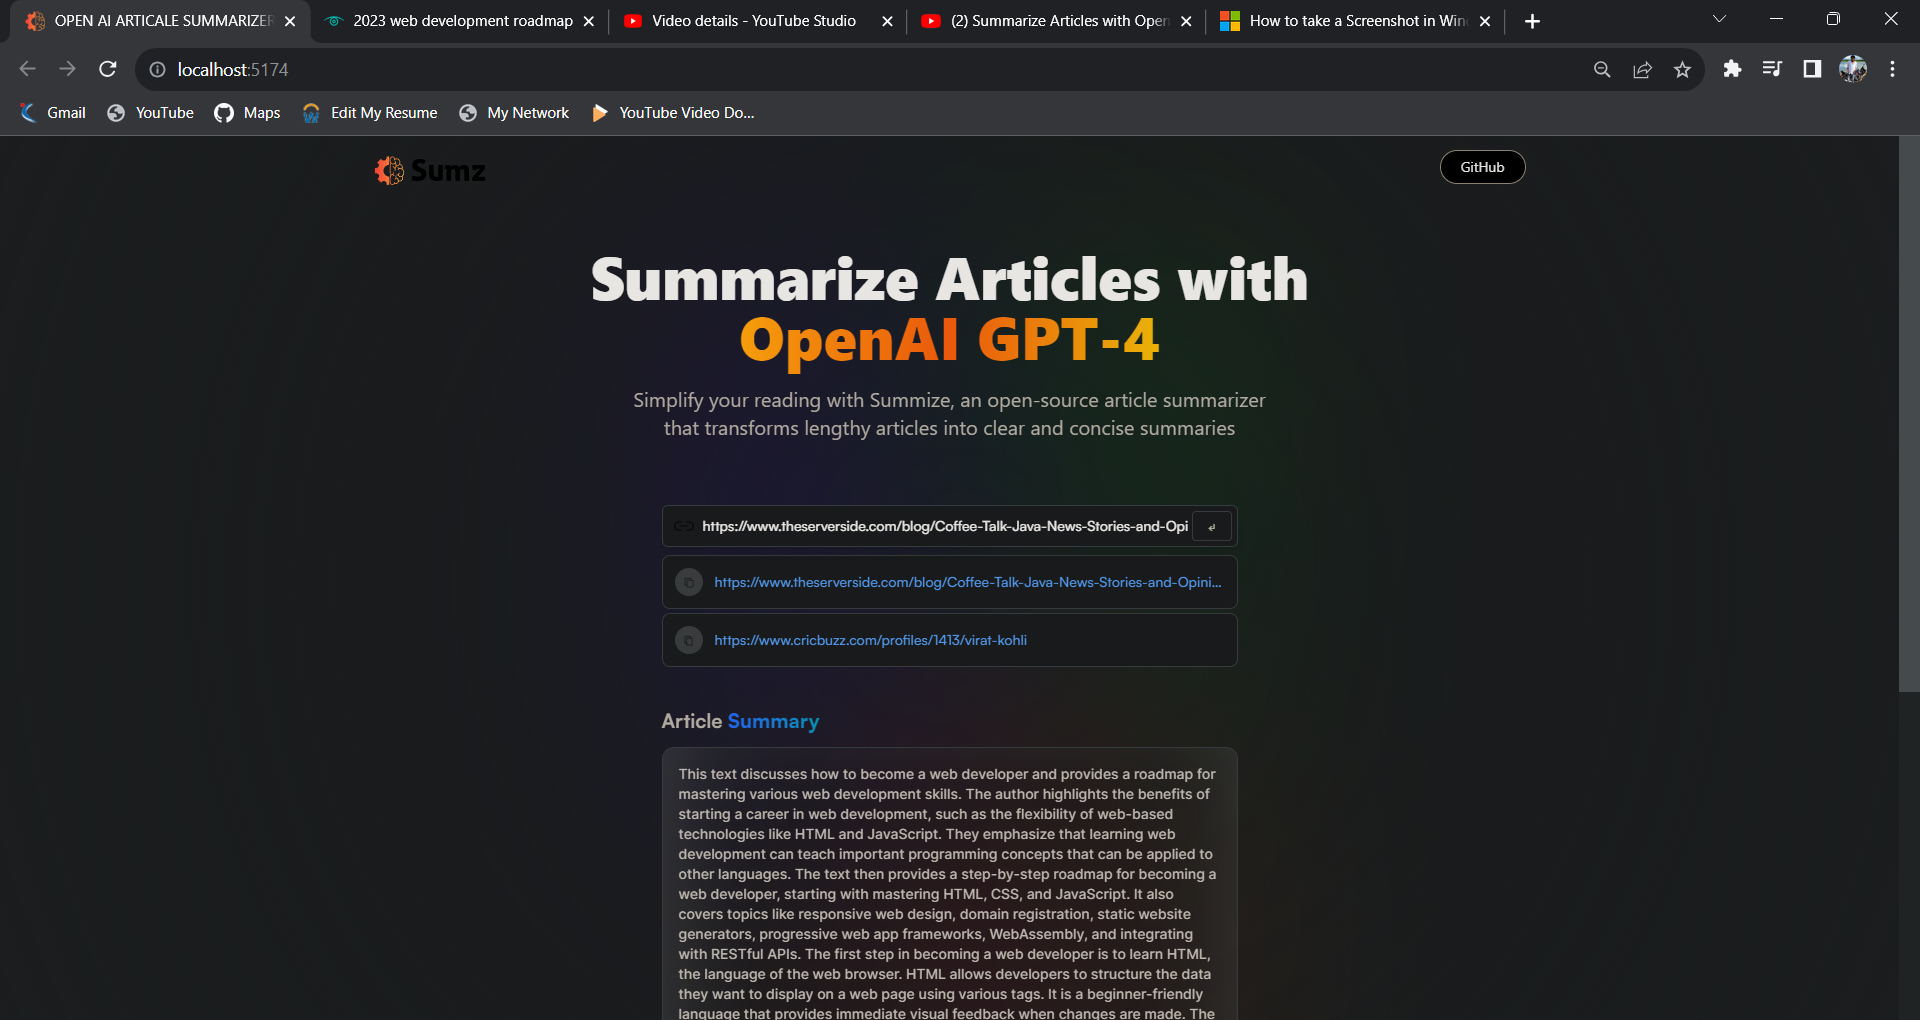 OPEN AI ARTICALE SUMMARIZER
2023 web development roadmap
Video details - YouTube Studio
(2) Summarize Articles with Open
How to take a Screenshot in Win
localhost:5174
Gmail
YouTube
Maps
Edit My Resume
My Network
YouTube Video Do...
Sumz
GitHub
Summarize Articles with
OpenAI GPT-4
Simplify your reading with Summize, an open-source article summarizer
that transforms lengthy articles into clear and concise summaries
https://www.theserverside.com/blog/Coffee-Talk-Java-News-Stories-and-Opi
↵
https://www.theserverside.com/blog/Coffee-Talk-Java-News-Stories-and-Opini...
https://www.cricbuzz.com/profiles/1413/virat-kohli
Article Summary
This text discusses how to become a web developer and provides a roadmap for
mastering various web development skills. The author highlights the benefits of
starting a career in web development, such as the flexibility of web-based
technologies like HTML and JavaScript. They emphasize that learning web
development can teach important programming concepts that can be applied to
other languages. The text then provides a step-by-step roadmap for becoming a
web developer, starting with mastering HTML, CSS, and JavaScript. It also
covers topics like responsive web design, domain registration, static website
generators, progressive web app frameworks, WebAssembly, and integrating
with RESTful APIs. The first step in becoming a web developer is to learn HTML,
the language of the web browser. HTML allows developers to structure the data
they want to display on a web page using various tags. It is a beginner-friendly
language that provides immediate visual feedback when changes are made. The